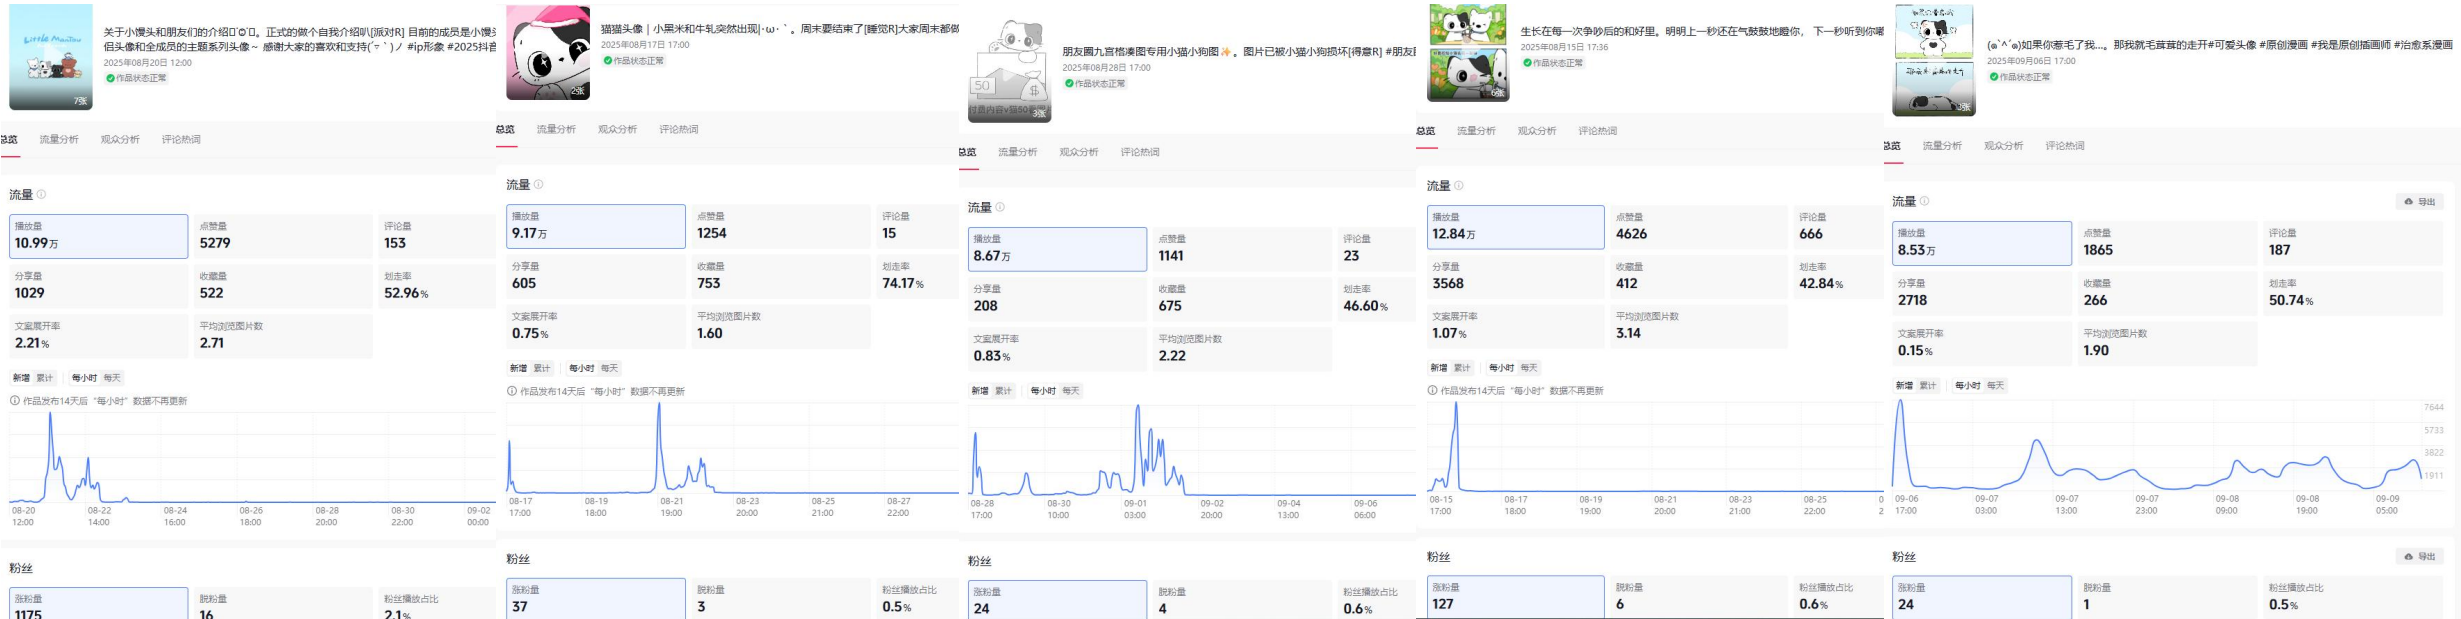 Little Mantou
7张
关于小馒头和朋友们的介绍
正式的做个自我介绍叭[派对R] 目前的成员是小馒头
侣头像和全成员的主题系列头像~ 感谢大家的喜欢和支持(´▽`)ノ #ip形象 #2025抖音
2025年08月20日 12:00
作品状态正常
总览 流量分析 观众分析 评论热词
流量
播放量 点赞量 评论量
10.99万 5279 153
分享量 收藏量 划走率
1029 522 52.96%
文案展开率 平均浏览图片数
2.21% 2.71
新增 累计 每小时 每天
作品发布14天后“每小时”数据不再更新
08-20 08-22 08-24 08-26 08-28 08-30 09-02
12:00 14:00 16:00 18:00 20:00 22:00 00:00
粉丝
涨粉量 脱粉量 粉丝播放占比
1175 16 2.1%
2张
猫猫头像｜小黑米和牛轧突然出现|·ω·`。周末要结束了[睡觉R]大家周末都
2025年08月17日 17:00
作品状态正常
总览 流量分析 观众分析 评论热词
流量
播放量 点赞量 评论量
9.17万 1254 15
分享量 收藏量 划走率
605 753 74.17%
文案展开率 平均浏览图片数
0.75% 1.60
新增 累计 每小时 每天
作品发布14天后“每小时”数据不再更新
08-17 08-19 08-21 08-23 08-25 08-27
17:00 18:00 19:00 20:00 21:00 22:00
粉丝
涨粉量 脱粉量 粉丝播放占比
37 3 0.5%
50
$
3张
朋友圈九宫格凑图专用小猫小狗图✨。图片已被小猫小狗损坏[得意R] #朋友圈
2025年08月28日 17:00
作品状态正常
总览 流量分析 观众分析 评论热词
流量
播放量 点赞量 评论量
8.67万 1141 23
分享量 收藏量 划走率
208 675 46.60%
文案展开率 平均浏览图片数
0.83% 2.22
新增 累计 每小时 每天
08-28 08-30 09-01 09-02 09-04 09-06
17:00 10:00 03:00 20:00 13:00 06:00
粉丝
涨粉量 脱粉量 粉丝播放占比
24 4 0.6%
6张
生长在每一次争吵后的和好里。明明上一秒还在气鼓鼓地瞪你，下一秒听到你嘟
2025年08月15日 17:36
作品状态正常
总览 流量分析 观众分析 评论热词
流量
播放量 点赞量 评论量
12.84万 4626 666
分享量 收藏量 划走率
3568 412 42.84%
文案展开率 平均浏览图片数
1.07% 3.14
新增 累计 每小时 每天
作品发布14天后“每小时”数据不再更新
08-15 08-17 08-19 08-21 08-23 08-25
17:00 18:00 19:00 20:00 21:00 22:00
粉丝
涨粉量 脱粉量 粉丝播放占比
127 6 0.6%
2张
如果你惹毛了我...。那我就毛茸茸的走开#可爱头像 #原创漫画 #我是原创插画师 #治愈系漫画
2025年09月06日 17:00
作品状态正常
总览 流量分析 观众分析 评论热词
流量
导出
播放量 点赞量 评论量
8.53万 1865 187
分享量 收藏量 划走率
2718 266 50.74%
文案展开率 平均浏览图片数
0.15% 1.90
新增 累计 每小时 每天
7644
5733
3822
1911
09-06 09-07 09-07 09-07 09-08 09-08 09-09
17:00 03:00 13:00 23:00 09:00 19:00 05:00
粉丝
导出
涨粉量 脱粉量 粉丝播放占比
24 1 0.5%